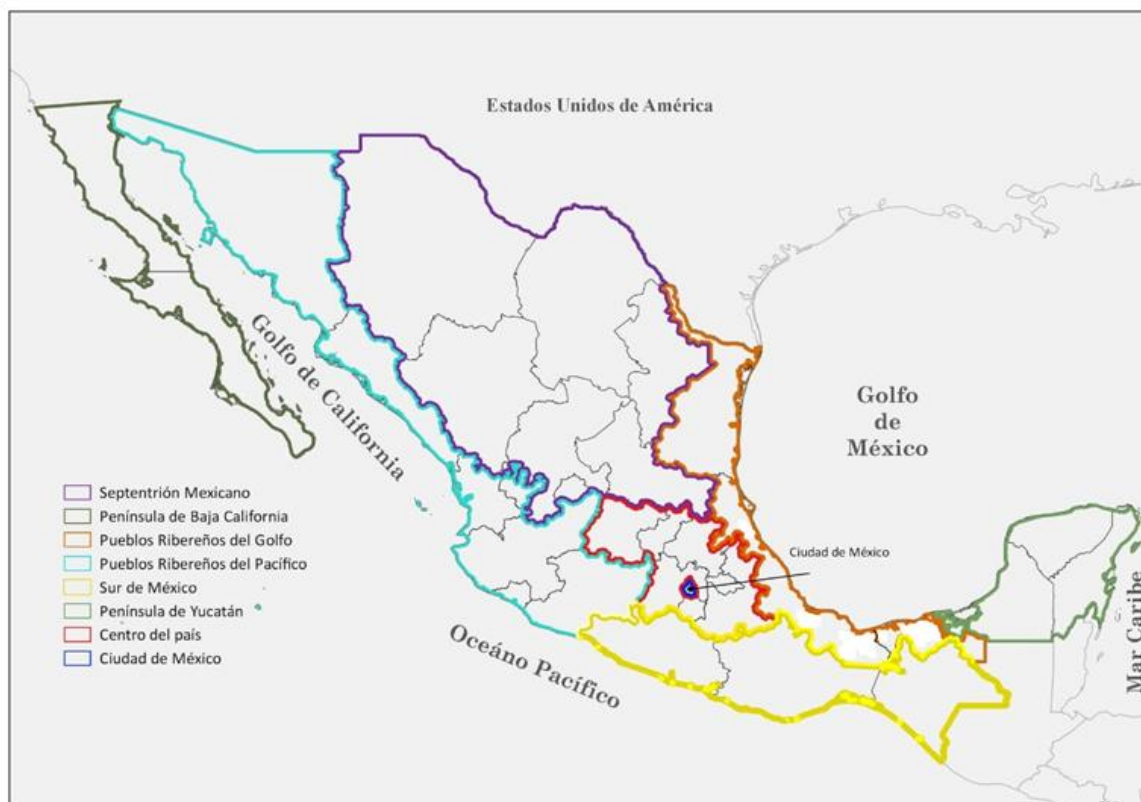 Estados Unidos de América
Golfo de California
Golfo
de
México
Septentrión Mexicano
Península de Baja California
Pueblos Ribereños del Golfo
Pueblos Ribereños del Pacífico
Sur de México
Península de Yucatán
Centro del país
Ciudad de México
Ciudad de México
Oceáno Pacífico
Mar Caribe